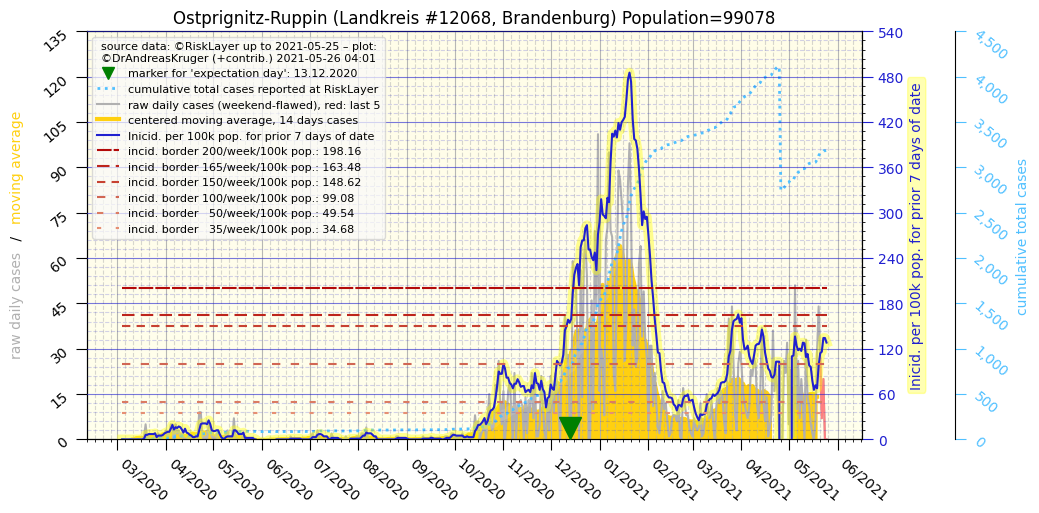 Ostprignitz-Ruppin (Landkreis #12068, Brandenburg) Population=99078
source data: ©RiskLayer up to 2021-05-25 – plot:
©DrAndreasKruger (+contrib.) 2021-05-26 04:01
marker for 'expectation day': 13.12.2020
cumulative total cases reported at RiskLayer
raw daily cases (weekend-flawed), red: last 5
centered moving average, 14 days cases
Inicid. per 100k pop. for prior 7 days of date
incid. border 200/week/100k pop.: 198.16
incid. border 165/week/100k pop.: 163.48
incid. border 150/week/100k pop.: 148.62
incid. border 100/week/100k pop.: 99.08
incid. border   50/week/100k pop.: 49.54
incid. border   35/week/100k pop.: 34.68
raw daily cases / moving average
135
120
105
90
75
60
45
30
15
0
03/2020
04/2020
05/2020
06/2020
07/2020
08/2020
09/2020
10/2020
11/2020
12/2020
01/2021
02/2021
03/2021
04/2021
05/2021
06/2021
540
480
420
360
300
240
180
120
60
0
Inicid. per 100k pop. for prior 7 days of date
4,500
4,000
3,500
3,000
2,500
2,000
1,500
1,000
500
0
cumulative total cases